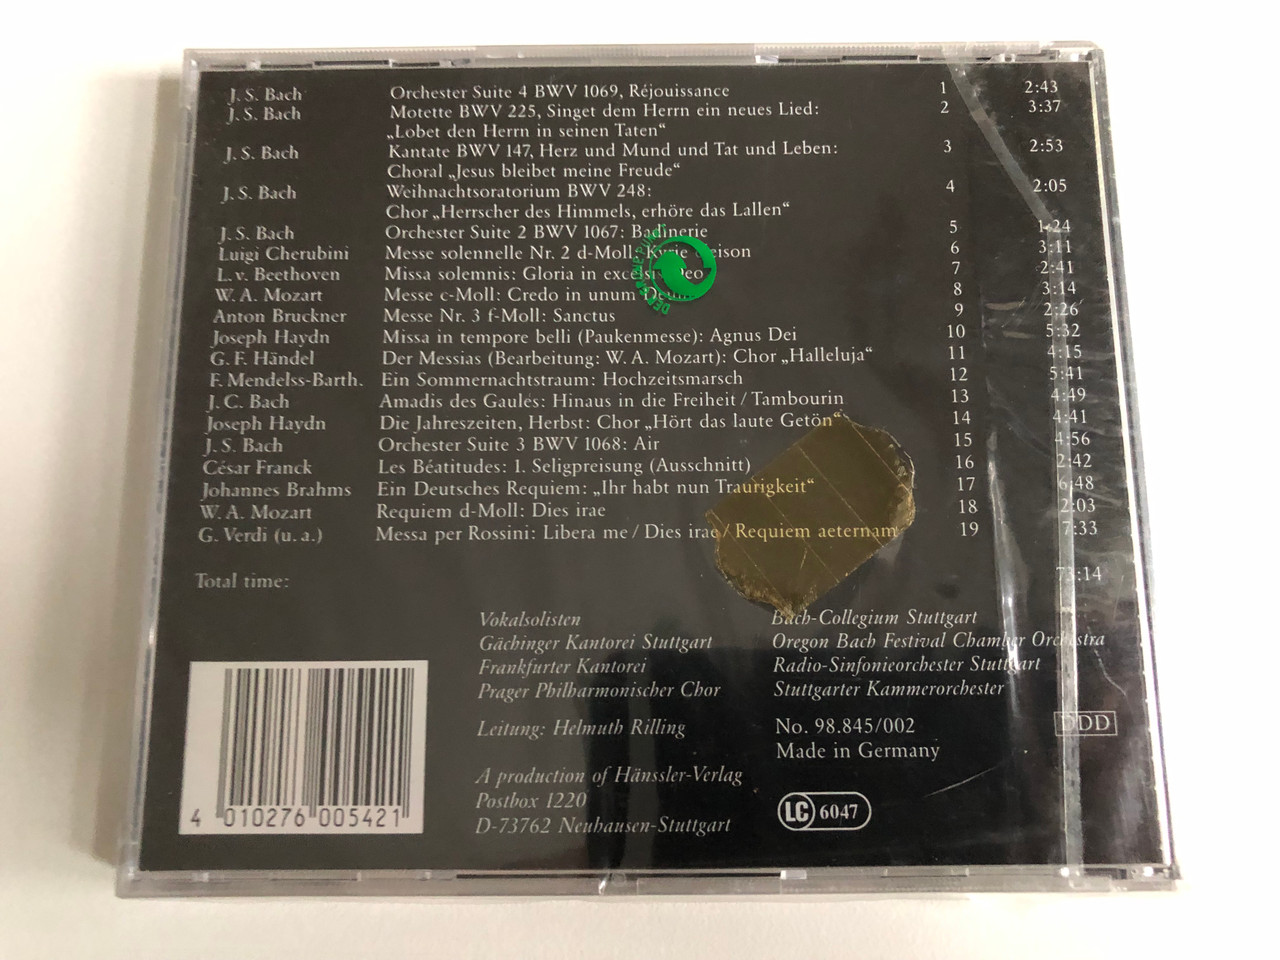 J. S. Bach Orchester Suite 4 BWV 1069, Réjouissance 1 2:43
J. S. Bach Motette BWV 225, Singet dem Herrn ein neues Lied: 2 3:37
„Lobet den Herrn in seinen Taten“
J. S. Bach Kantate BWV 147, Herz und Mund und Tat und Leben: 3 2:53
Choral „Jesus bleibet meine Freude“
J. S. Bach Weihnachtsoratorium BWV 248: 4 2:05
Chor „Herrscher des Himmels, erhöre das Lallen“
J. S. Bach Orchester Suite 2 BWV 1067: Badinerie 5 1:24
Luigi Cherubini Messe solennelle Nr. 2 d-Moll: Kyrie eleison 6 3:11
L. v. Beethoven Missa solemnis: Gloria in excelsis Deo 7 2:41
W. A. Mozart Messe c-Moll: Credo in unum Deum 8 3:14
Anton Bruckner Messe Nr. 3 f-Moll: Sanctus 9 2:26
Joseph Haydn Missa in tempore belli (Paukenmesse): Agnus Dei 10 5:32
G. F. Händel Der Messias (Bearbeitung: W. A. Mozart): Chor „Halleluja“ 11 4:15
F. Mendelss-Barth. Ein Sommernachtstraum: Hochzeitsmarsch 12 5:41
J. C. Bach Amadis des Gaulés: Hinaus in die Freiheit / Tambourin 13 4:49
Joseph Haydn Die Jahreszeiten, Herbst: Chor „Hört das laute Getön“ 14 4:41
J. S. Bach Orchester Suite 3 BWV 1068: Air 15 4:56
César Franck Les Béatitudes: 1. Seligpreisung (Ausschnitt) 16 2:42
Johannes Brahms Ein Deutsches Requiem: „Ihr habt nun Traurigkeit“ 17 6:48
W. A. Mozart Requiem d-Moll: Dies irae 18 2:03
G. Verdi (u. a.) Messa per Rossini: Libera me / Dies irae / Requiem aeternam 19 7:33
Total time: 73:14
DER GRÜNE PUNKT
Vokalsolisten
Gächinger Kantorei Stuttgart
Frankfurter Kantorei
Prager Philharmonischer Chor
Bach-Collegium Stuttgart
Oregon Bach Festival Chamber Orchestra
Radio-Sinfonieorchester Stuttgart
Stuttgarter Kammerorchester
Leitung: Helmuth Rilling
No. 98.845/002
Made in Germany
DDD
A production of Hänssler-Verlag
Postbox 1220
D-73762 Neuhausen-Stuttgart
LC 6047
4 010276 005421